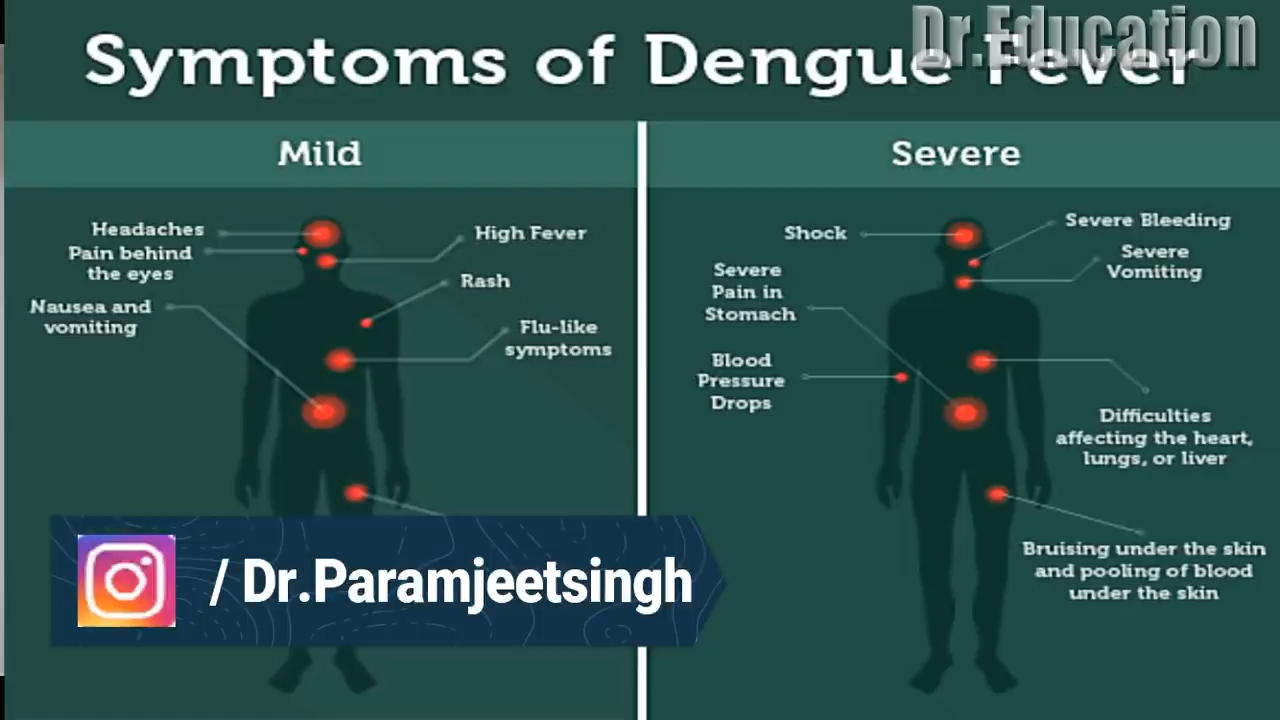 Dr.Education
Symptoms of Dengue Fever
Mild
Severe
Headaches
Pain behind
the eyes
Nausea and
vomiting
High Fever
Rash
Flu-like
symptoms
Shock
Severe
Pain in
Stomach
Blood
Pressure
Drops
Severe Bleeding
Severe
Vomiting
Difficulties
affecting the heart,
lungs, or liver
Bruising under the skin
and pooling of blood
under the skin
/ Dr.Paramjeetsingh